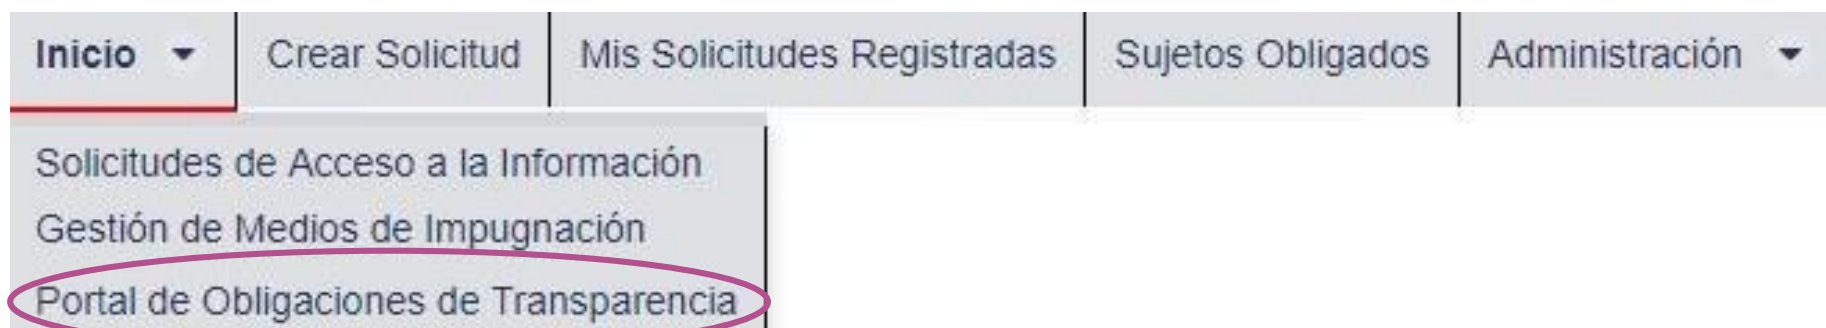 Inicio Crear Solicitud Mis Solicitudes Registradas Sujetos Obligados Administración
Solicitudes de Acceso a la Información
Gestión de Medios de Impugnación
Portal de Obligaciones de Transparencia